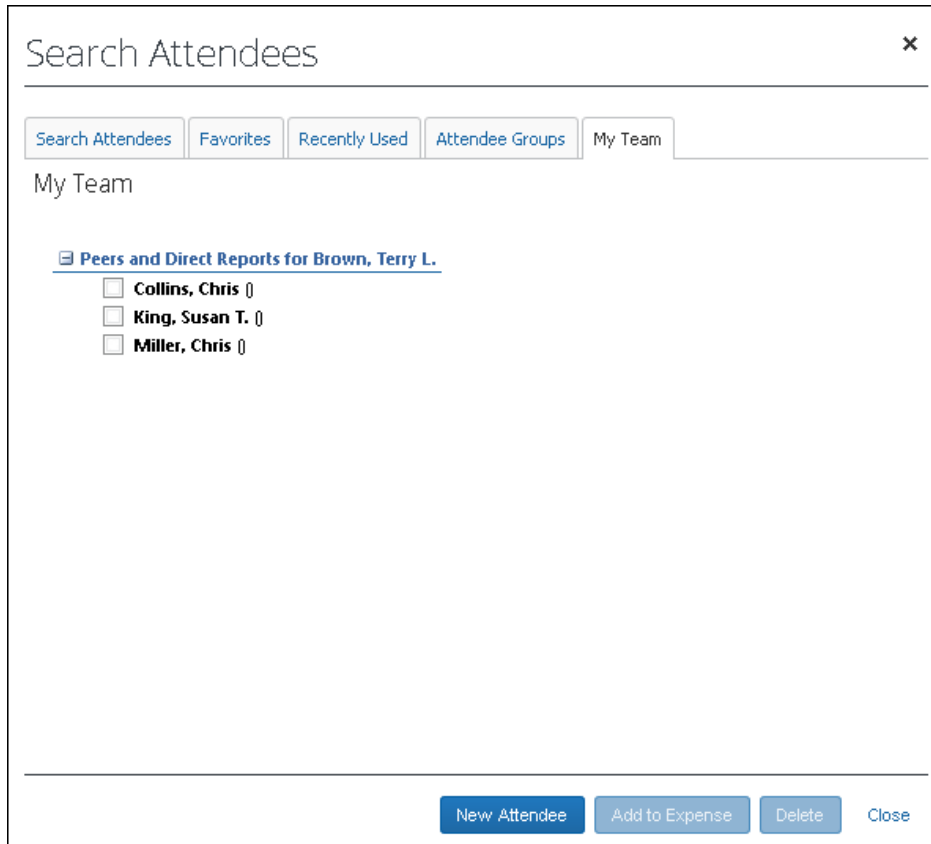 Search Attendees
Search Attendees Favorites Recently Used Attendee Groups My Team
My Team
Peers and Direct Reports for Brown, Terry L.
Collins, Chris ()
King, Susan T. ()
Miller, Chris ()
New Attendee Add to Expense Delete Close